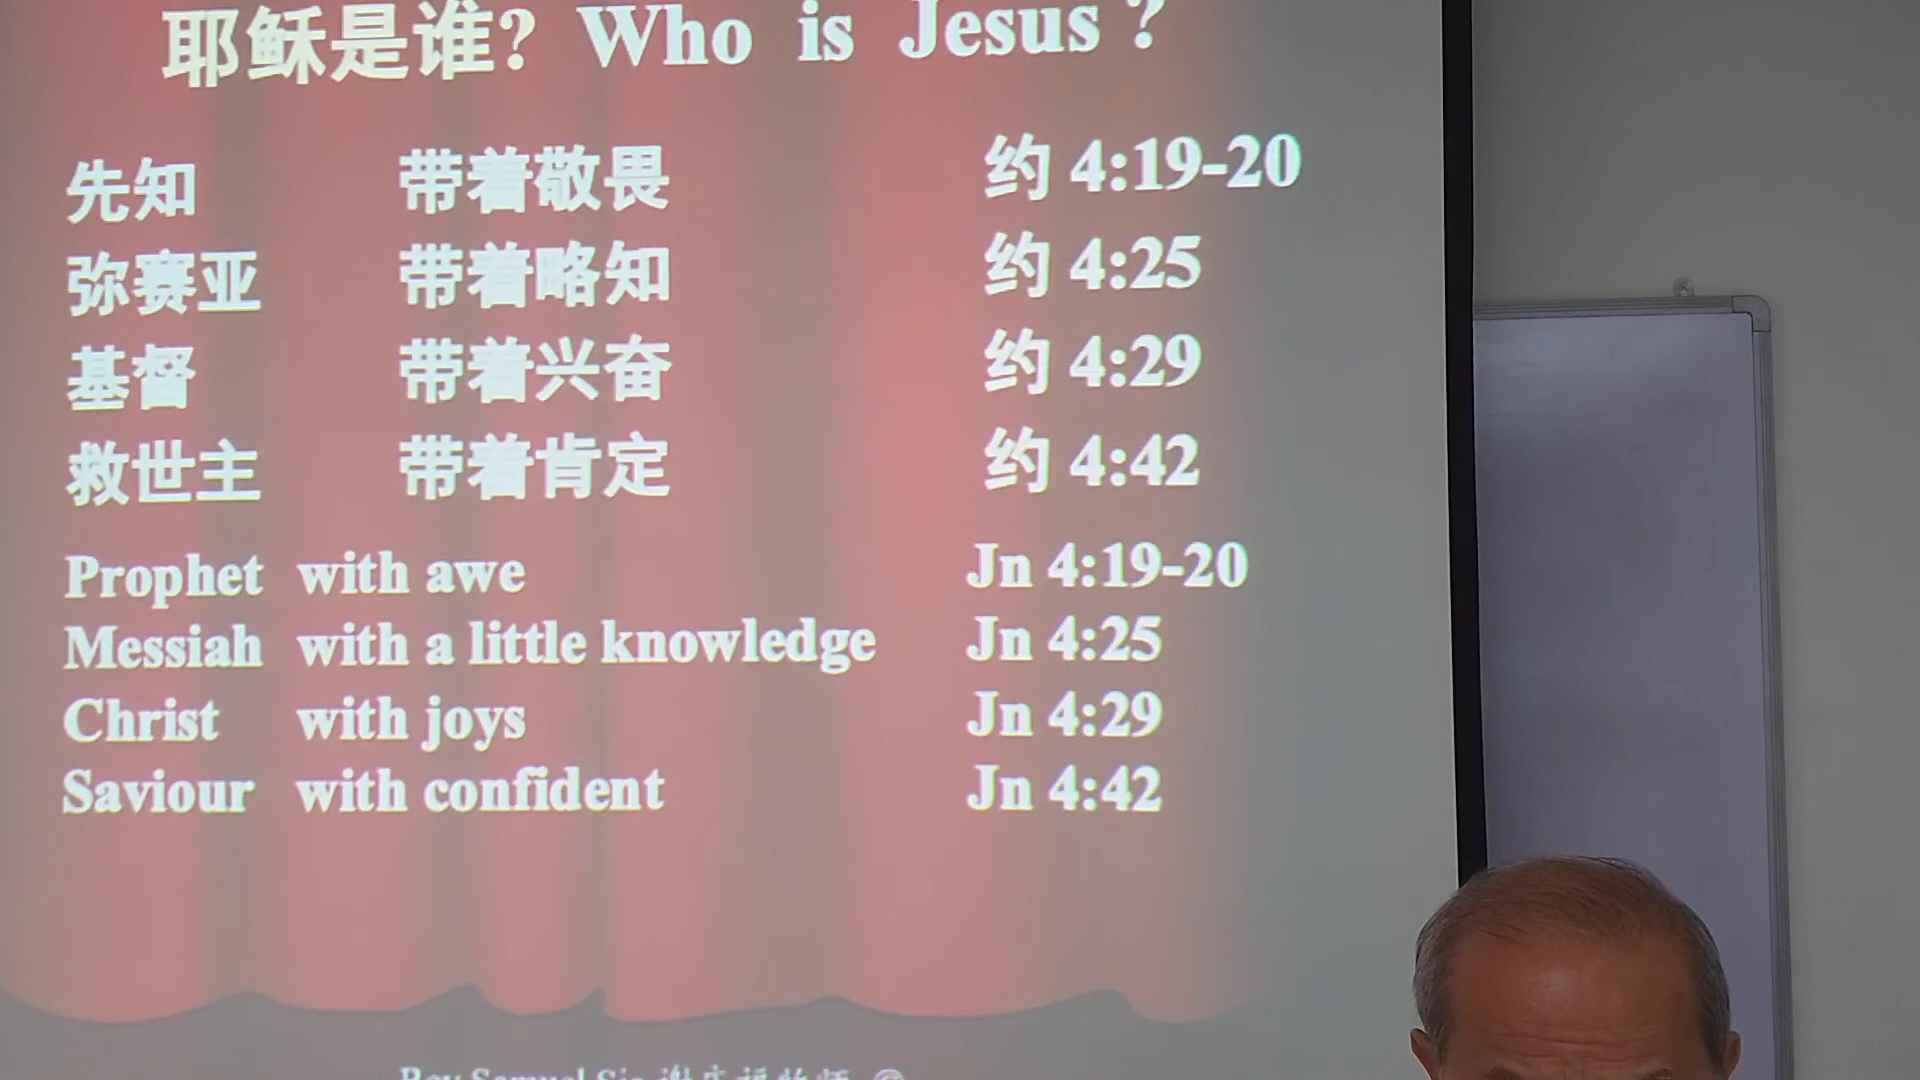 耶稣是谁? Who is Jesus ?
先知 带着敬畏 约 4:19-20
弥赛亚 带着略知 约 4:25
基督 带着兴奋 约 4:29
救世主 带着肯定 约 4:42
Prophet with awe Jn 4:19-20
Messiah with a little knowledge Jn 4:25
Christ with joys Jn 4:29
Saviour with confident Jn 4:42
Rev Samuel